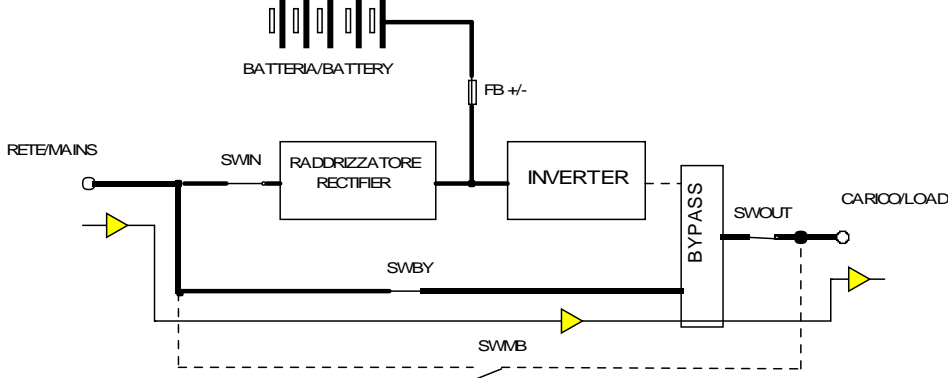 BATTERIA/BATTERY
FB +/-
RETE/MAINS
SWIN
RADDRIZZATORE
RECTIFIER
INVERTER
BYPASS
SWOUT
CARICO/LOAD
SWBY
SWMB